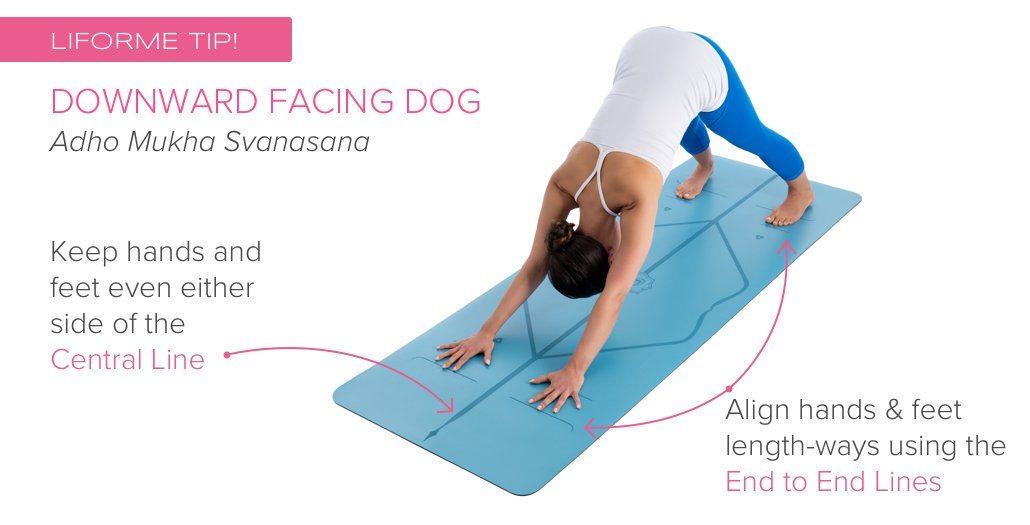 LIFORME TIP!
DOWNWARD FACING DOG
Adho Mukha Svanasana
Keep hands and
feet even either
side of the
Central Line
Align hands & feet
length-ways using the
End to End Lines